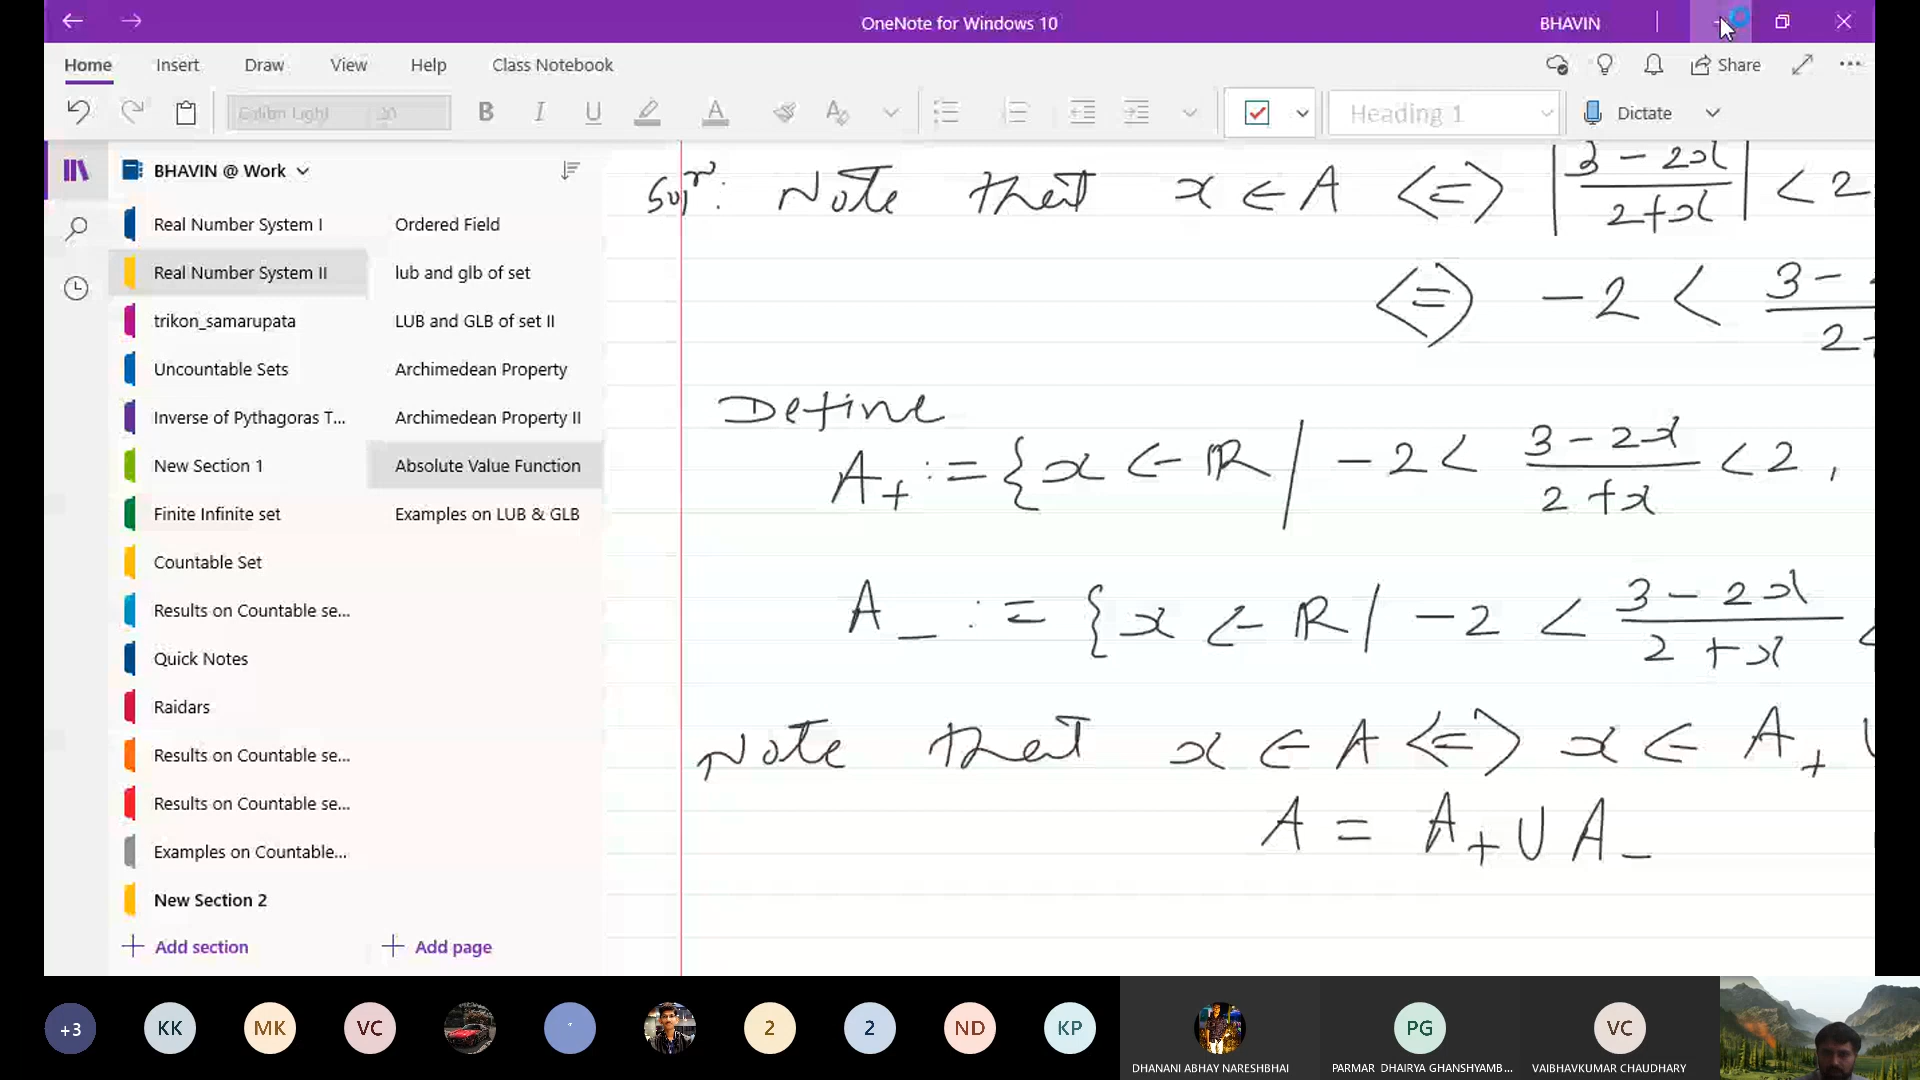 OneNote for Windows 10
BHAVIN
Home Insert Draw View Help Class Notebook
Share
Calibri Light 20
B I U A
Heading 1
Dictate
BHAVIN @ Work
Real Number System I
Real Number System II
trikon_samarupata
Uncountable Sets
Inverse of Pythagoras T...
New Section 1
Finite Infinite set
Countable Set
Results on Countable se...
Quick Notes
Raidars
Results on Countable se...
Results on Countable se...
Examples on Countable...
New Section 2
Add section
Ordered Field
lub and glb of set
LUB and GLB of set II
Archimedean Property
Archimedean Property II
Absolute Value Function
Examples on LUB & GLB
Add page
Solⁿ: Note that x ∈ A <=> |3 - 2x / 2+x| < 2
<=> -2 < 3 - / 2+
Define
A₊ := {x ∈ ℝ | -2 < 3 - 2x / 2 + x < 2 ,
A₋ := {x ∈ ℝ | -2 < 3 - 2x / 2 + x <
Note that x ∈ A <=> x ∈ A₊ ∪
A = A₊ ∪ A₋
+3 KK MK VC 2 2 ND KP PG VC
DHANANI ABHAY NARESHBHAI
PARMAR DHAIRYA GHANSHYAMB...
VAIBHAVKUMAR CHAUDHARY